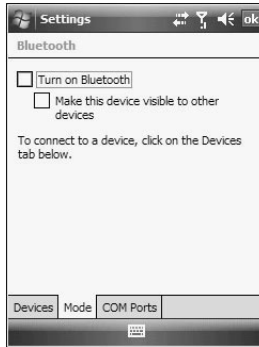 Settings
ok
Bluetooth
Turn on Bluetooth
Make this device visible to other
devices
To connect to a device, click on the Devices
tab below.
Devices Mode COM Ports